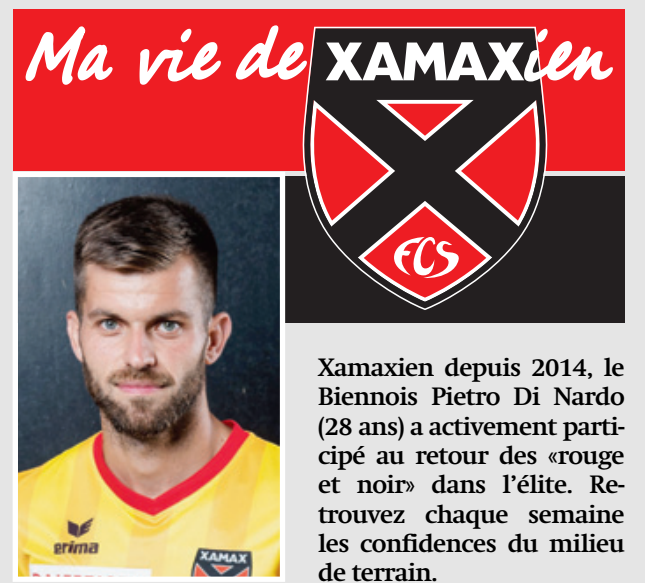 Ma vie de XAMAXien
FCS
erima
XAMAX
Xamaxien depuis 2014, le
Biennois Pietro Di Nardo
(28 ans) a activement parti-
cipé au retour des «rouge
et noir» dans l'élite. Re-
trouvez chaque semaine
les confidences du milieu
de terrain.